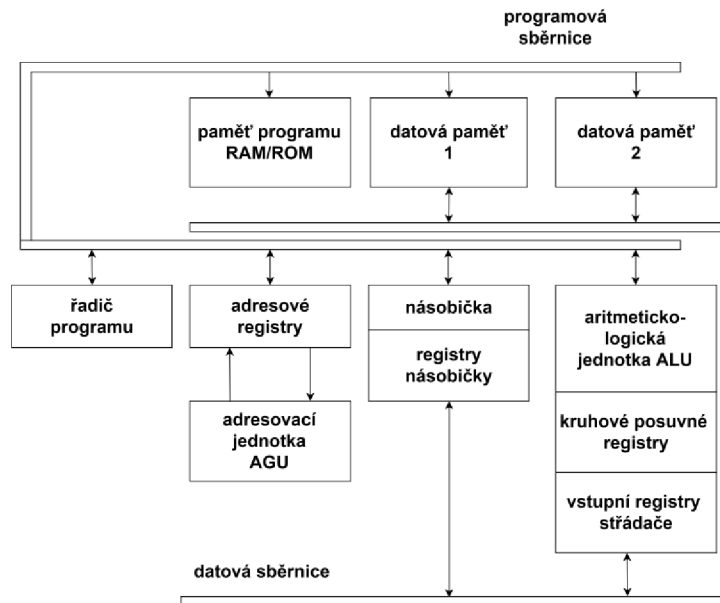 programová
sběrnice
paměť programu
RAM/ROM
datová paměť
1
datová paměť
2
řadič
programu
adresové
registry
násobička
registry
násobičky
aritmeticko-
logická
jednotka ALU
adresovací
jednotka
AGU
kruhové posuvné
registry
vstupní registry
střádače
datová sběrnice